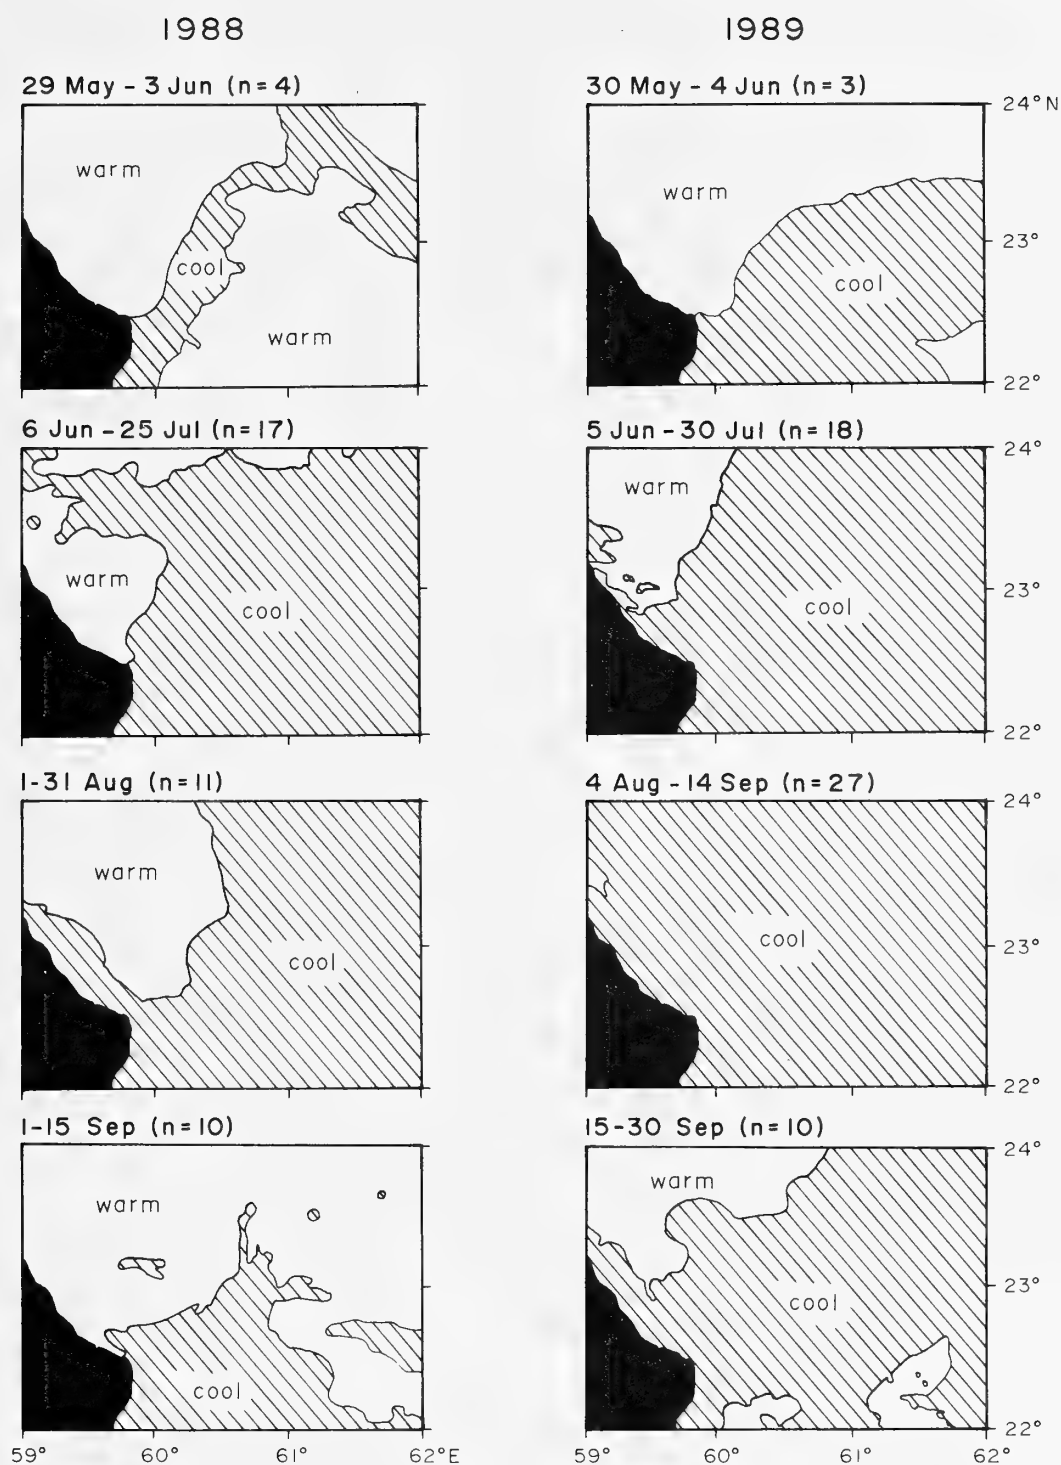 1988 1989
29 May - 3 Jun (n=4) 30 May - 4 Jun (n=3)
24° N
warm warm
23°
cool cool
warm
22°
6 Jun - 25 Jul (n=17) 5 Jun - 30 Jul (n=18)
24°
warm
warm
23°
cool cool
22°
1-31 Aug (n=11) 4 Aug - 14 Sep (n=27)
24°
warm
cool
23°
cool
22°
1-15 Sep (n=10) 15-30 Sep (n=10)
24°
warm warm
23°
cool
cool
22°
59° 60° 61° 62°E 59° 60° 61° 62°